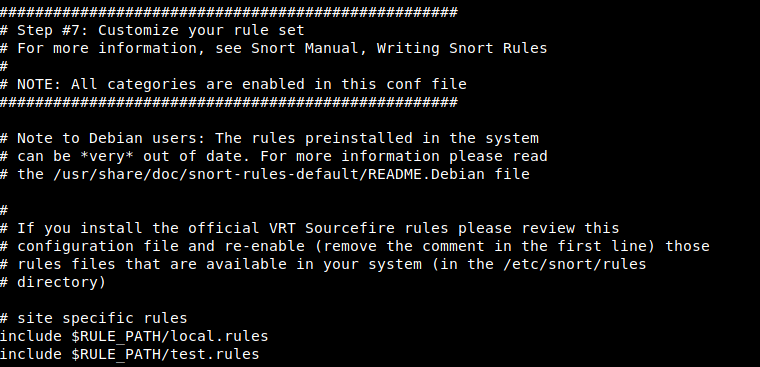 ###################################################
# Step #7: Customize your rule set
# For more information, see Snort Manual, Writing Snort Rules
#
# NOTE: All categories are enabled in this conf file
###################################################
# Note to Debian users: The rules preinstalled in the system
# can be *very* out of date. For more information please read
# the /usr/share/doc/snort-rules-default/README.Debian file
#
# If you install the official VRT Sourcefire rules please review this
# configuration file and re-enable (remove the comment in the first line) those
# rules files that are available in your system (in the /etc/snort/rules
# directory)
# site specific rules
include $RULE_PATH/local.rules
include $RULE_PATH/test.rules